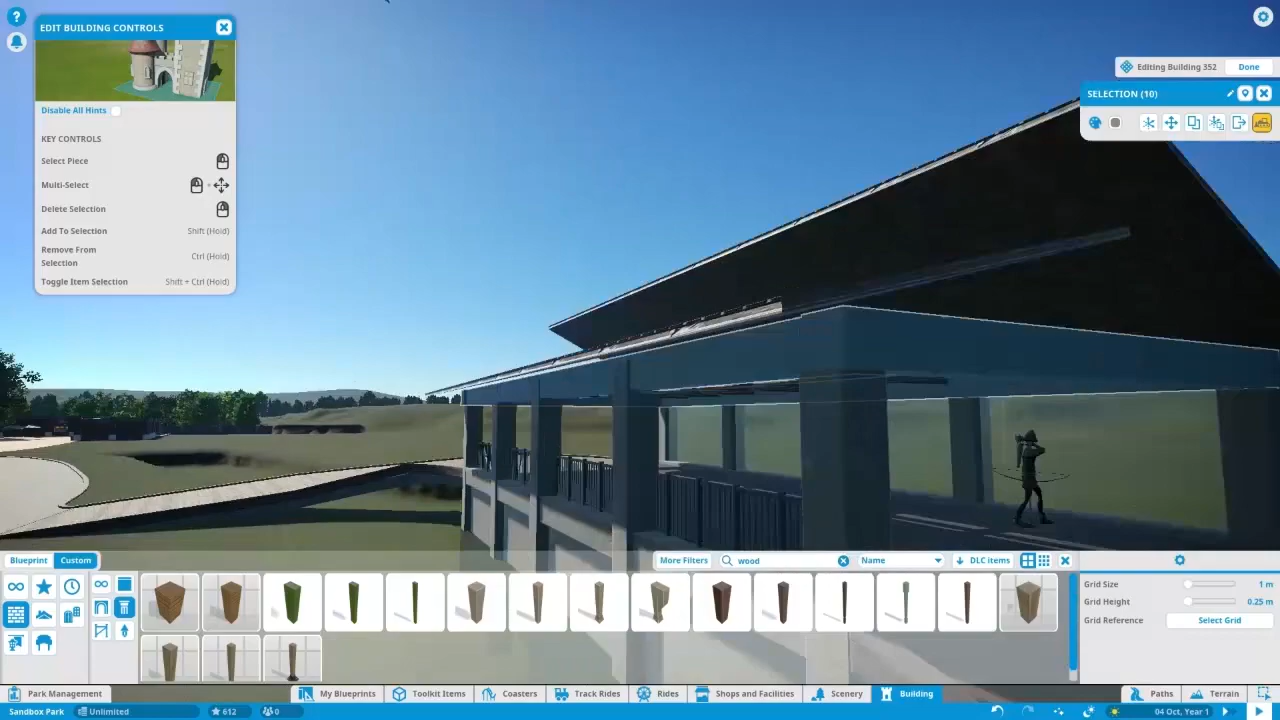 ?
EDIT BUILDING CONTROLS
Disable All Hints
KEY CONTROLS
Select Piece
Multi-Select
Delete Selection
Add To Selection Shift (Hold)
Remove From
Selection Ctrl (Hold)
Toggle Item Selection Shift + Ctrl (Hold)
Editing Building 352 Done
SELECTION (10)
Blueprint Custom
More Filters wood Name DLC items
Grid Size 1 m
Grid Height 0.25 m
Grid Reference Select Grid
Park Management My Blueprints Toolkit Items Coasters Track Rides Rides Shops and Facilities Scenery Building Paths Terrain
Sandbox Park Unlimited 612 0 04 Oct, Year 1